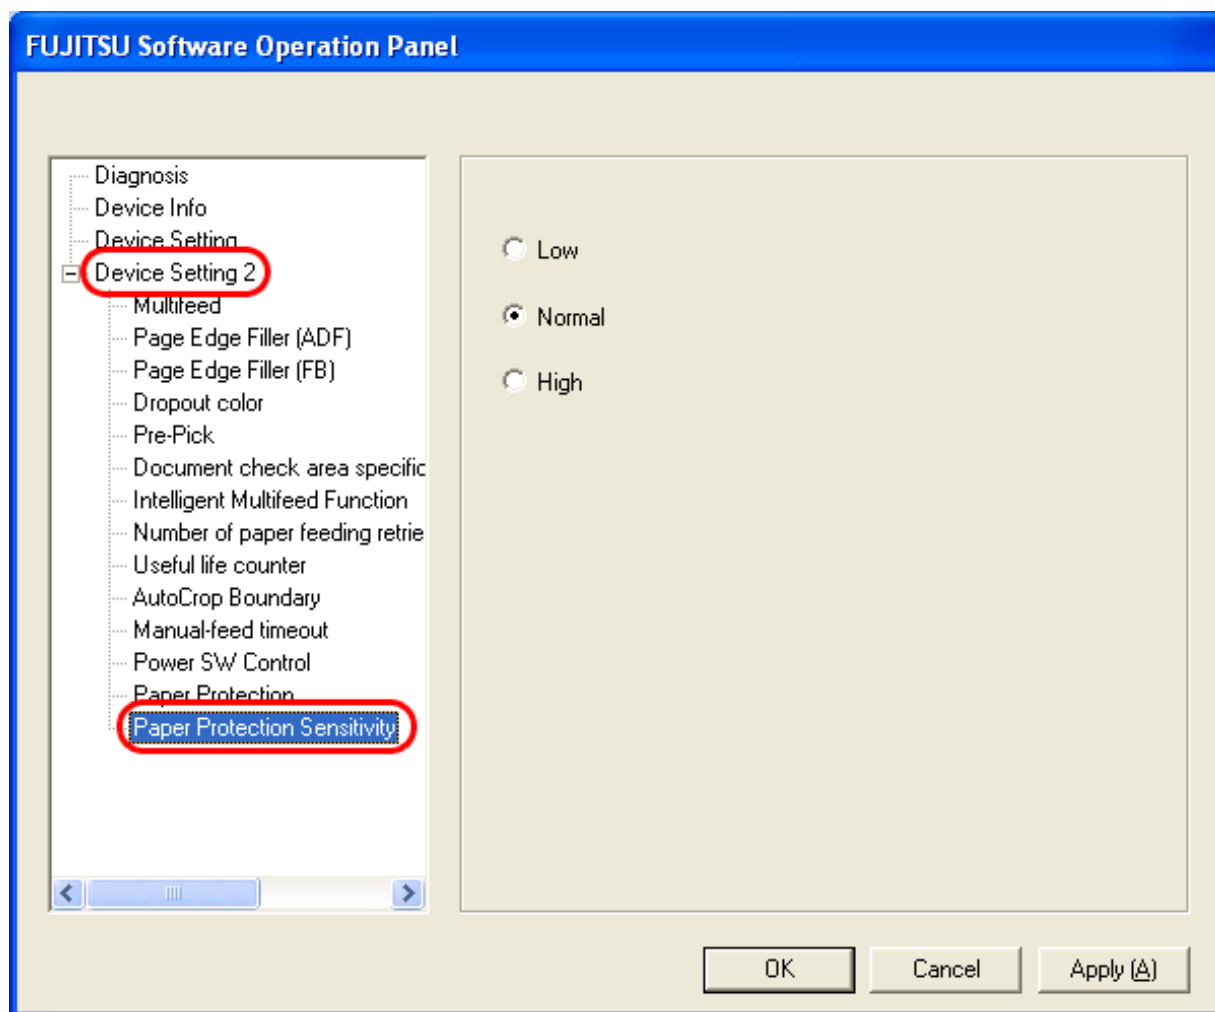 FUJITSU Software Operation Panel
Diagnosis
Device Info
Device Setting
Device Setting 2
Multifeed
Page Edge Filler (ADF)
Page Edge Filler (FB)
Dropout color
Pre-Pick
Document check area specific
Intelligent Multifeed Function
Number of paper feeding retrie
Useful life counter
AutoCrop Boundary
Manual-feed timeout
Power SW Control
Paper Protection
Paper Protection Sensitivity
Low
Normal
High
OK
Cancel
Apply (A)